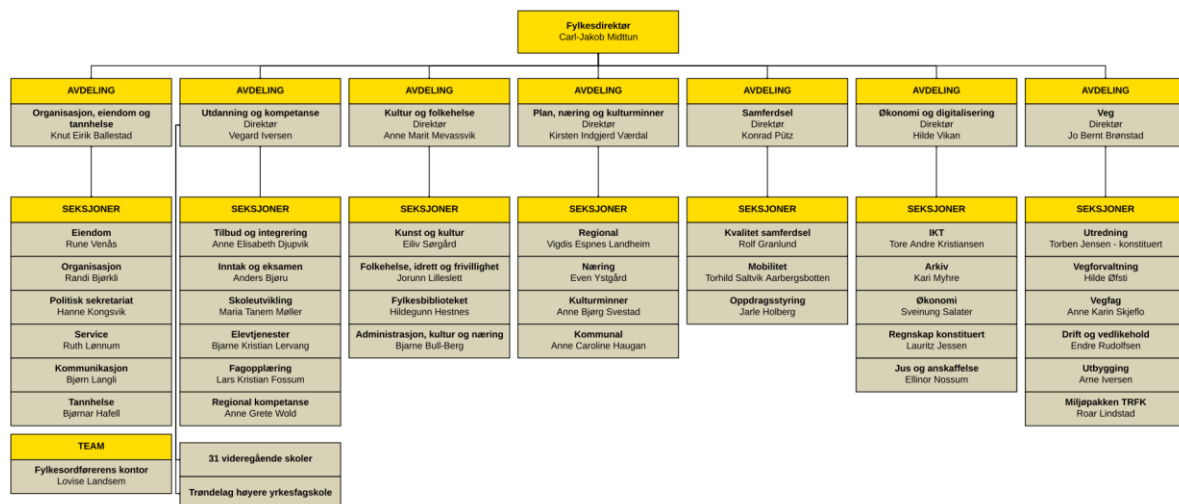 Fylkesdirektør
Carl-Jakob Midttun
AVDELING
Organisasjon, eiendom og
tannhelse
Knut Eirik Ballestad
SEKSJONER
Eiendom
Rune Venås
Organisasjon
Randi Bjørkli
Politisk sekretariat
Hanne Kongsvik
Service
Ruth Lønnum
Kommunikasjon
Bjørn Langli
Tannhelse
Bjørnar Hafell
TEAM
Fylkesordførerens kontor
Lovise Landsem
AVDELING
Utdanning og kompetanse
Direktør
Vegard Iversen
SEKSJONER
Tilbud og integrering
Anne Elisabeth Djupvik
Inntak og eksamen
Anders Bjøru
Skoleutvikling
Maria Tanem Møller
Elevtjenester
Bjarne Kristian Lervang
Fagopplæring
Lars Kristian Fossum
Regional kompetanse
Anne Grete Wold
31 videregående skoler
Trøndelag høyere yrkesfagskole
AVDELING
Kultur og folkehelse
Direktør
Anne Marit Mevassvik
SEKSJONER
Kunst og kultur
Eiliv Sørgård
Folkehelse, idrett og frivillighet
Jorunn Lilleslett
Fylkesbiblioteket
Hildegunn Hestnes
Administrasjon, kultur og næring
Bjarne Bull-Berg
AVDELING
Plan, næring og kulturminner
Direktør
Kirsten Indgjerd Værdal
SEKSJONER
Regional
Vigdis Espnes Landheim
Næring
Even Ystgård
Kulturminner
Anne Bjørg Svestad
Kommunal
Anne Caroline Haugan
AVDELING
Samferdsel
Direktør
Konrad Pütz
SEKSJONER
Kvalitet samferdsel
Rolf Granlund
Mobilitet
Torhild Saltvik Aarbergsbotten
Oppdragsstyring
Jarle Holberg
AVDELING
Økonomi og digitalisering
Direktør
Hilde Vikan
SEKSJONER
IKT
Tore Andre Kristiansen
Arkiv
Kari Myhre
Økonomi
Sveinung Salater
Regnskap konstituert
Lauritz Jessen
Jus og anskaffelse
Ellinor Nossum
AVDELING
Veg
Direktør
Jo Bernt Brønstad
SEKSJONER
Utredning
Torben Jensen - konstituert
Vegforvaltning
Hilde Øfsti
Vegfag
Anne Karin Skjeflo
Drift og vedlikehold
Endre Rudolfsen
Utbygging
Arne Iversen
Miljøpakken TRFK
Roar Lindstad